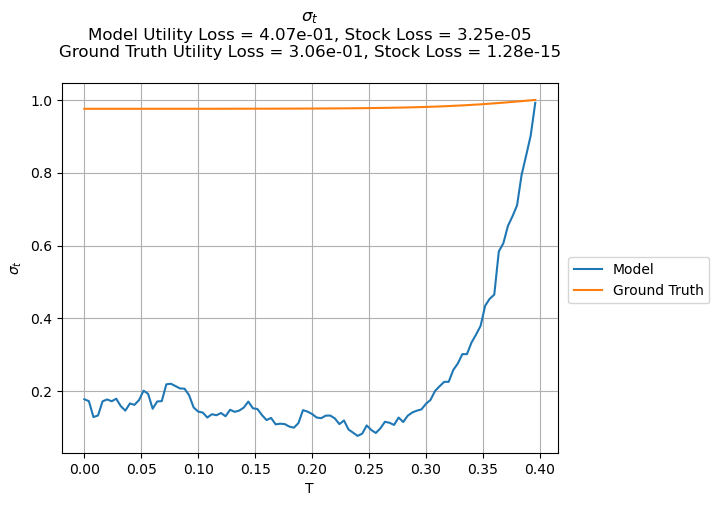 σt
Model Utility Loss = 4.07e-01, Stock Loss = 3.25e-05
Ground Truth Utility Loss = 3.06e-01, Stock Loss = 1.28e-15
1.0
0.8
0.6
0.4
0.2
σt
0.00 0.05 0.10 0.15 0.20 0.25 0.30 0.35 0.40
T
Model
Ground Truth